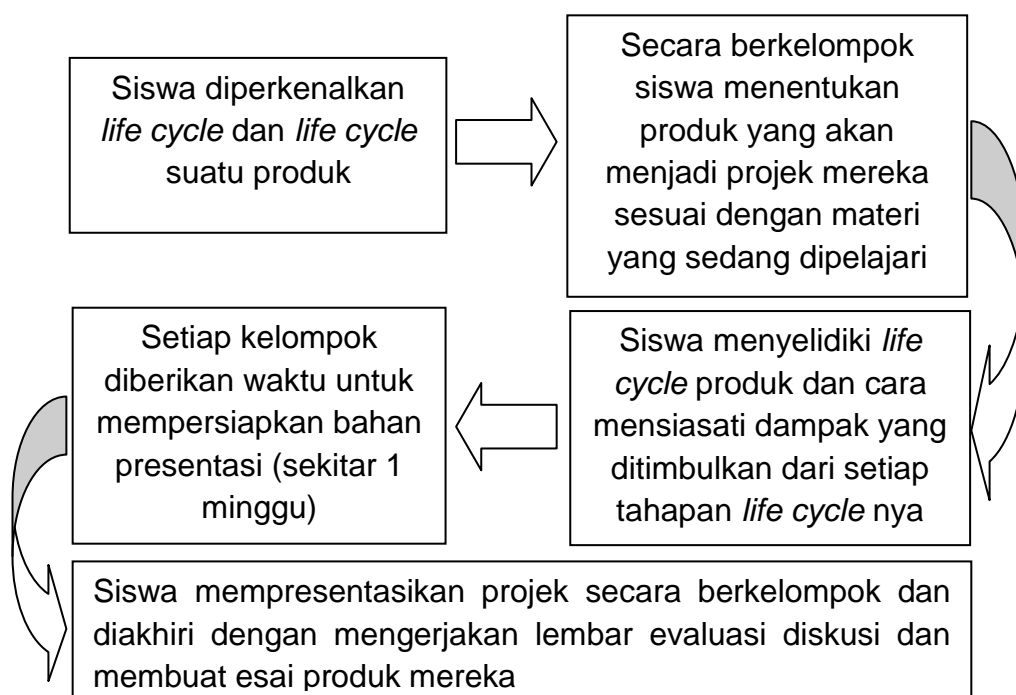 Siswa diperkenalkan
life cycle dan life cycle
suatu produk
Secara berkelompok
siswa menentukan
produk yang akan
menjadi projek mereka
sesuai dengan materi
yang sedang dipelajari
Siswa menyelidiki life
cycle produk dan cara
mensiasati dampak yang
ditimbulkan dari setiap
tahapan life cycle nya
Setiap kelompok
diberikan waktu untuk
mempersiapkan bahan
presentasi (sekitar 1
minggu)
Siswa mempresentasikan projek secara berkelompok dan
diakhiri dengan mengerjakan lembar evaluasi diskusi dan
membuat esai produk mereka